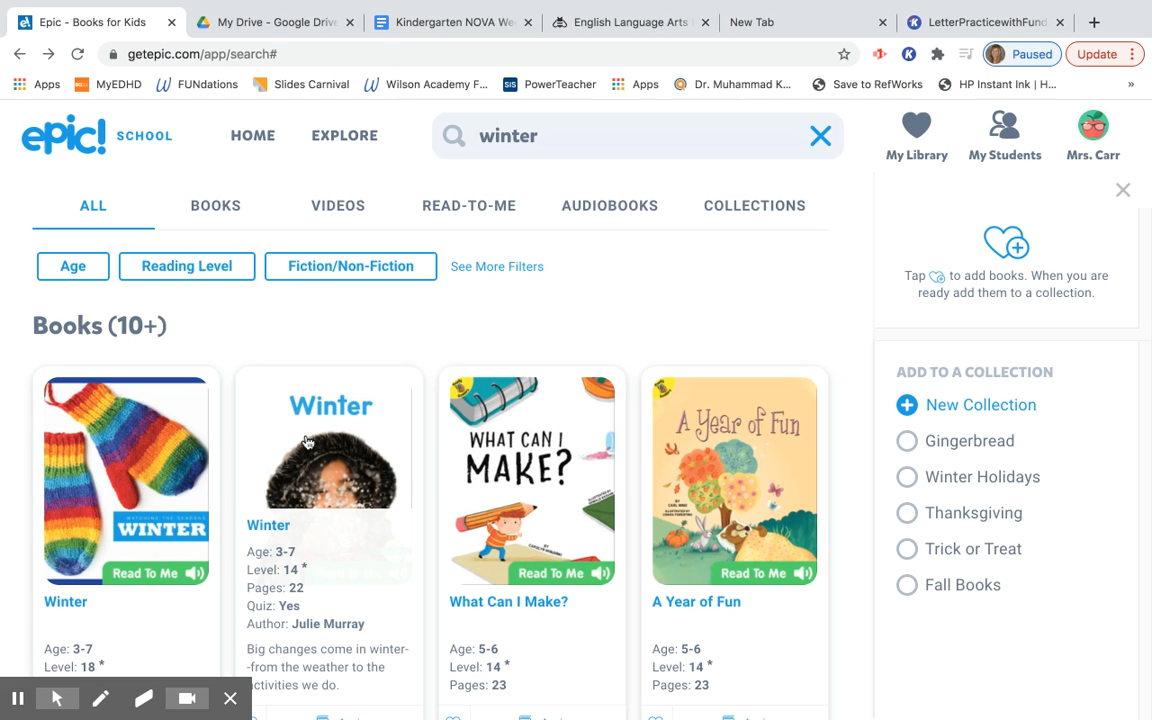 Epic - Books for Kids
My Drive - Google Drive
Kindergarten NOVA We
English Language Arts
New Tab
LetterPracticewithFund
getepic.com/app/search#
Paused
Update
Apps
MyEDHD
FUNdations
Slides Carnival
Wilson Academy F...
PowerTeacher
Apps
Dr. Muhammad K...
Save to RefWorks
HP Instant Ink | H...
»
epic! SCHOOL
HOME
EXPLORE
winter
My Library
My Students
Mrs. Carr
ALL
BOOKS
VIDEOS
READ-TO-ME
AUDIOBOOKS
COLLECTIONS
Age
Reading Level
Fiction/Non-Fiction
See More Filters
Tap to add books. When you are
ready add them to a collection.
Books (10+)
WINTER
Read To Me
Winter
Age: 3-7
Level: 18 *
Winter
Winter
Age: 3-7
Level: 14 *
Pages: 22
Quiz: Yes
Author: Julie Murray
Big changes come in winter-
-from the weather to the
activities we do.
WHAT CAN I
MAKE?
Read To Me
What Can I Make?
Age: 5-6
Level: 14 *
Pages: 23
A Year of Fun
Read To Me
A Year of Fun
Age: 5-6
Level: 14 *
Pages: 23
ADD TO A COLLECTION
New Collection
Gingerbread
Winter Holidays
Thanksgiving
Trick or Treat
Fall Books